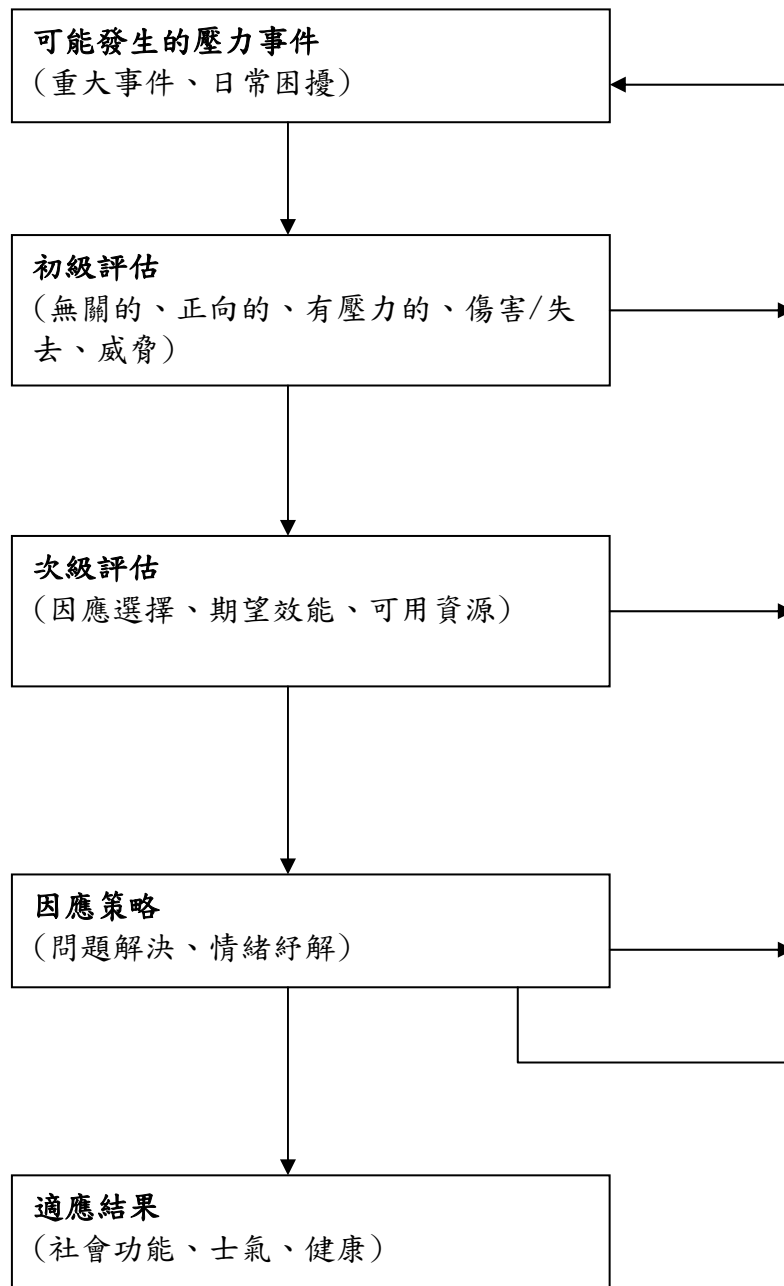 可能發生的壓力事件
(重大事件、日常困擾)
初級評估
(無關的、正向的、有壓力的、傷害/失
去、威脅)
次級評估
(因應選擇、期望效能、可用資源)
因應策略
(問題解決、情緒紓解)
適應結果
(社會功能、士氣、健康)